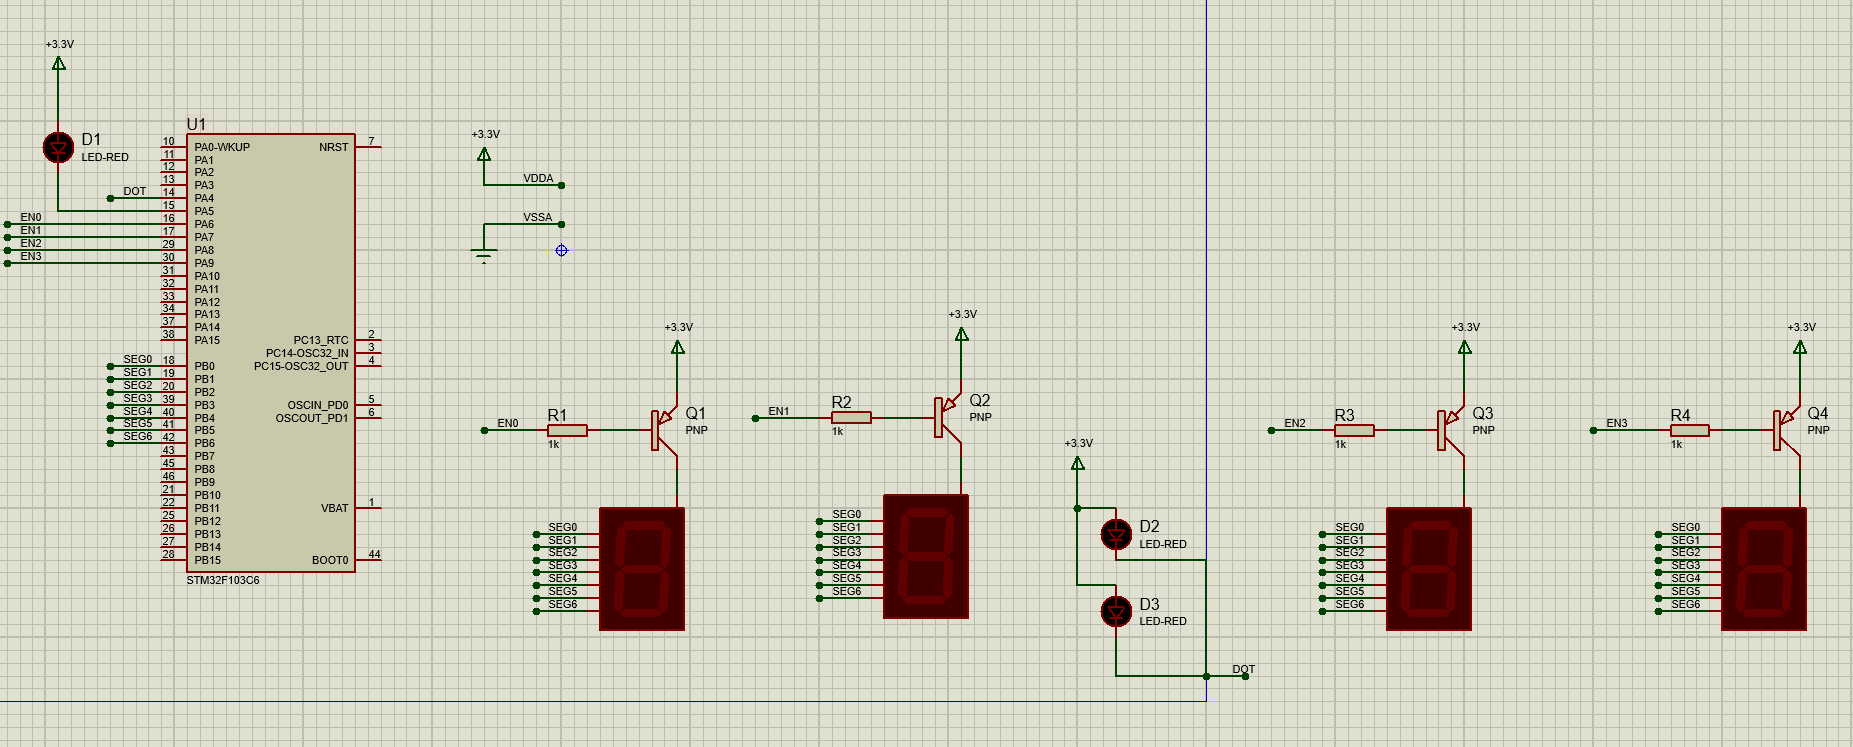 +3.3V
D1
LED-RED
U1
10 PA0-WKUP NRST 7
11 PA1
12 PA2
13 PA3
DOT 14 PA4
15 PA5
EN0 16 PA6
EN1 17 PA7
EN2 29 PA8
EN3 30 PA9
31 PA10
32 PA11
33 PA12
34 PA13
37 PA14
38 PA15 PC13_RTC 2
PC14-OSC32_IN 3
SEG0 18 PB0 PC15-OSC32_OUT 4
SEG1 19 PB1
SEG2 20 PB2
SEG3 39 PB3 OSCIN_PD0 5
SEG4 40 PB4 OSCOUT_PD1 6
SEG5 41 PB5
SEG6 42 PB6
43 PB7
45 PB8
46 PB9
21 PB10
22 PB11 VBAT 1
25 PB12
26 PB13
27 PB14
28 PB15 BOOT0 44
STM32F103C6
+3.3V
VDDA
VSSA
+3.3V
EN0
R1
1k
Q1
PNP
SEG0
SEG1
SEG2
SEG3
SEG4
SEG5
SEG6
+3.3V
EN1
R2
1k
Q2
PNP
SEG0
SEG1
SEG2
SEG3
SEG4
SEG5
SEG6
+3.3V
D2
LED-RED
D3
LED-RED
DOT
+3.3V
EN2
R3
1k
Q3
PNP
SEG0
SEG1
SEG2
SEG3
SEG4
SEG5
SEG6
+3.3V
EN3
R4
1k
Q4
PNP
SEG0
SEG1
SEG2
SEG3
SEG4
SEG5
SEG6